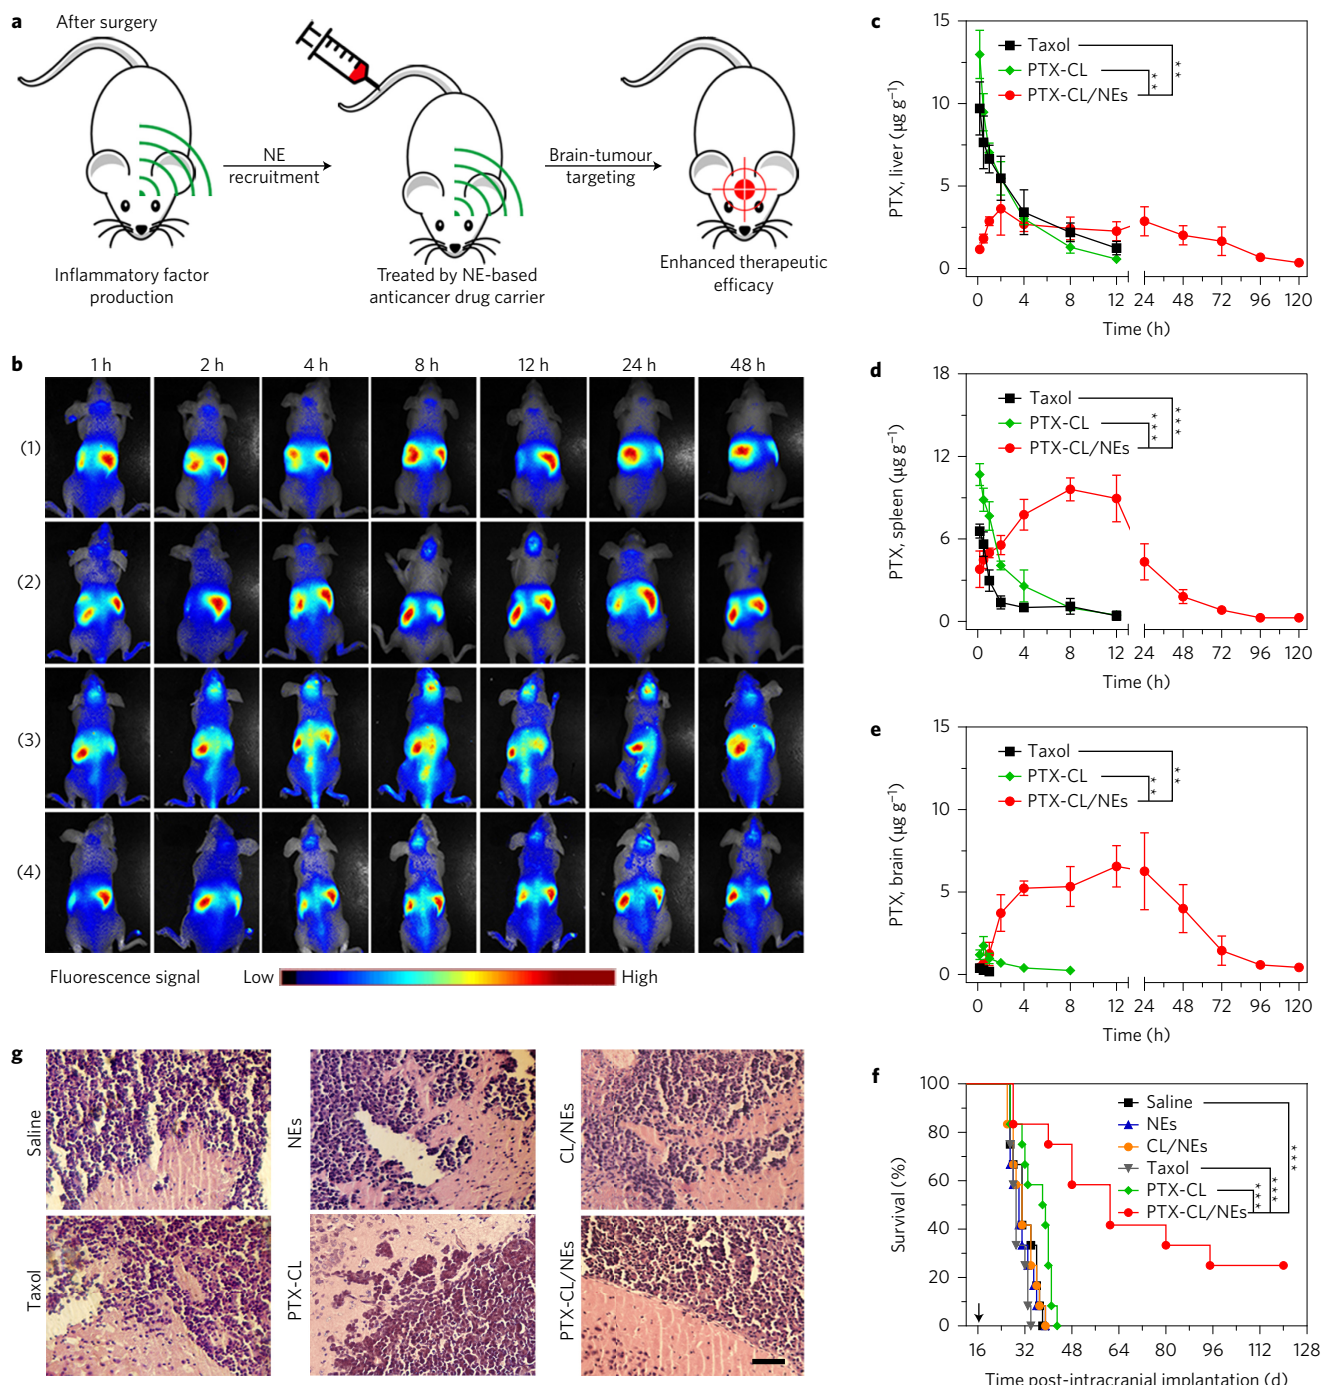 a
After surgery
NE
recruitment
Brain-tumour
targeting
Inflammatory factor
production
Treated by NE-based
anticancer drug carrier
Enhanced therapeutic
efficacy
b
1 h 2 h 4 h 8 h 12 h 24 h 48 h
(1)
(2)
(3)
(4)
Fluorescence signal Low High
c
PTX, liver (µg g⁻¹)
15
10
5
0
Taxol
PTX-CL
PTX-CL/NEs
**
**
0 4 8 12 24 48 72 96 120
Time (h)
d
PTX, spleen (µg g⁻¹)
18
12
6
0
Taxol
PTX-CL
PTX-CL/NEs
***
***
0 4 8 12 24 48 72 96 120
Time (h)
e
PTX, brain (µg g⁻¹)
15
10
5
0
Taxol
PTX-CL
PTX-CL/NEs
**
**
0 4 8 12 24 48 72 96 120
Time (h)
f
Survival (%)
100
80
60
40
20
0
Saline
NEs
CL/NEs
Taxol
PTX-CL
PTX-CL/NEs
***
***
***
16 32 48 64 80 96 112 128
Time post-intracranial implantation (d)
g
Saline
NEs
CL/NEs
Taxol
PTX-CL
PTX-CL/NEs